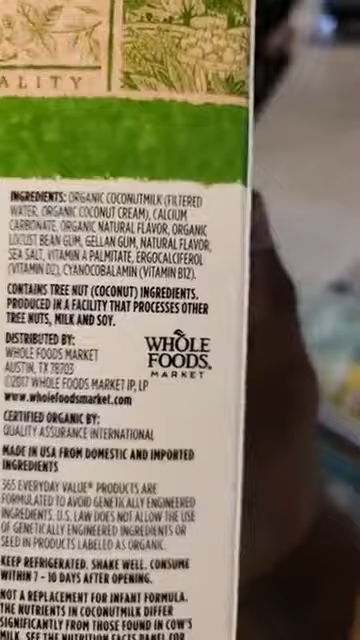 ALITY
INGREDIENTS: ORGANIC COCONUTMILK (FILTERED
WATER, ORGANIC COCONUT CREAM), CALCIUM
CARBONATE, ORGANIC NATURAL FLAVOR, ORGANIC
LOCUST BEAN GUM, GELLAN GUM, NATURAL FLAVOR,
SEA SALT, VITAMIN A PALMITATE, ERGOCALCIFEROL
(VITAMIN D2), CYANOCOBALAMIN (VITAMIN B12).
CONTAINS TREE NUT (COCONUT) INGREDIENTS.
PRODUCED IN A FACILITY THAT PROCESSES OTHER
TREE NUTS, MILK AND SOY.
DISTRIBUTED BY:
WHOLE FOODS MARKET
AUSTIN, TX 78703
©2017 WHOLE FOODS MARKET IP, LP
www.wholefoodsmarket.com
WHOLE
FOODS
MARKET
CERTIFIED ORGANIC BY:
QUALITY ASSURANCE INTERNATIONAL
MADE IN USA FROM DOMESTIC AND IMPORTED
INGREDIENTS
365 EVERYDAY VALUE® PRODUCTS ARE
FORMULATED TO AVOID GENETICALLY ENGINEERED
INGREDIENTS. U.S. LAW DOES NOT ALLOW THE USE
OF GENETICALLY ENGINEERED INGREDIENTS OR
SEED IN PRODUCTS LABELED AS ORGANIC.
KEEP REFRIGERATED. SHAKE WELL. CONSUME
WITHIN 7 - 10 DAYS AFTER OPENING.
NOT A REPLACEMENT FOR INFANT FORMULA.
THE NUTRIENTS IN COCONUTMILK DIFFER
SIGNIFICANTLY FROM THOSE FOUND IN COW'S
MILK. SEE THE NUTRITION FACTS PANEL FOR